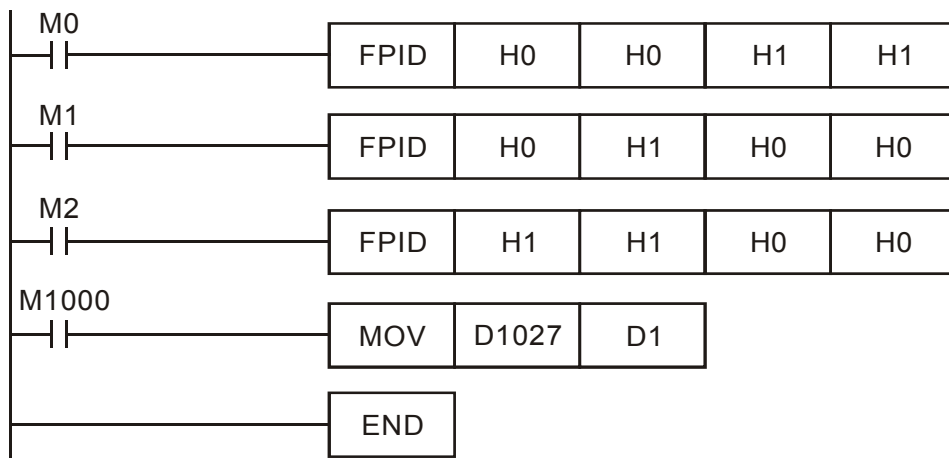 M0
FPID H0 H0 H1 H1
M1
FPID H0 H1 H0 H0
M2
FPID H1 H1 H0 H0
M1000
MOV D1027 D1
END